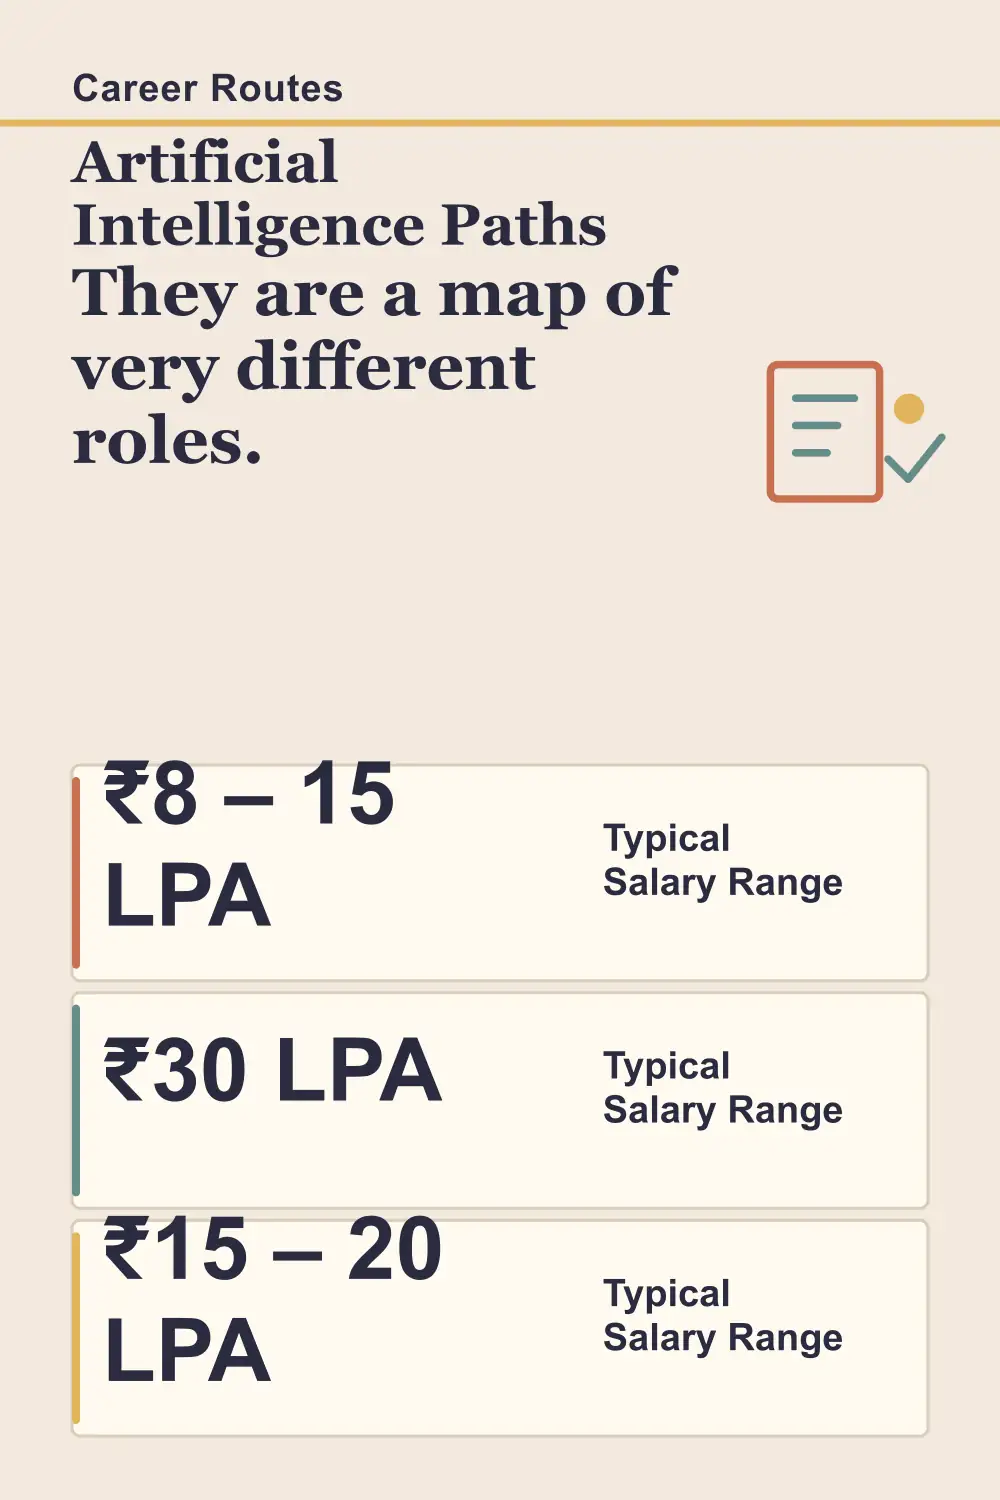 Career Routes
Artificial
Intelligence Paths
They are a map of
very different
roles.
₹8 – 15
LPA
Typical
Salary Range
₹30 LPA
Typical
Salary Range
₹15 – 20
LPA
Typical
Salary Range